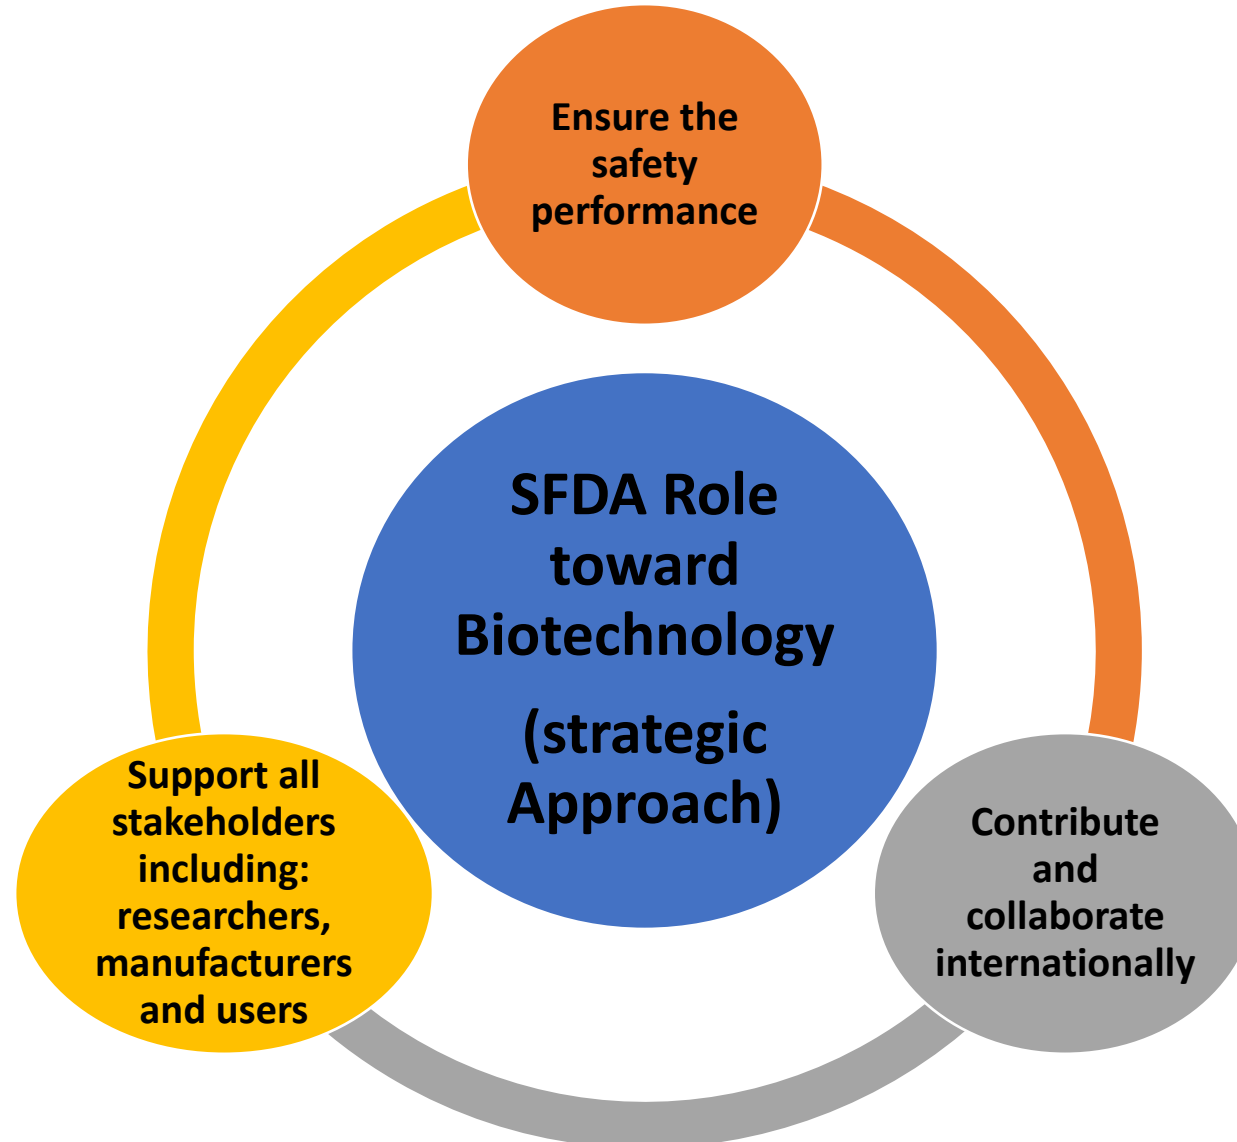 Ensure the
safety
performance
SFDA Role
toward
Biotechnology
(strategic
Approach)
Support all
stakeholders
including:
researchers,
manufacturers
and users
Contribute
and
collaborate
internationally